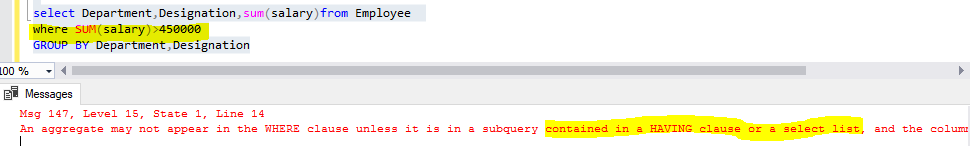 select Department,Designation,sum(salary)from Employee
where SUM(salary)>450000
GROUP BY Department,Designation
100 %
Messages
Msg 147, Level 15, State 1, Line 14
An aggregate may not appear in the WHERE clause unless it is in a subquery contained in a HAVING clause or a select list, and the colum